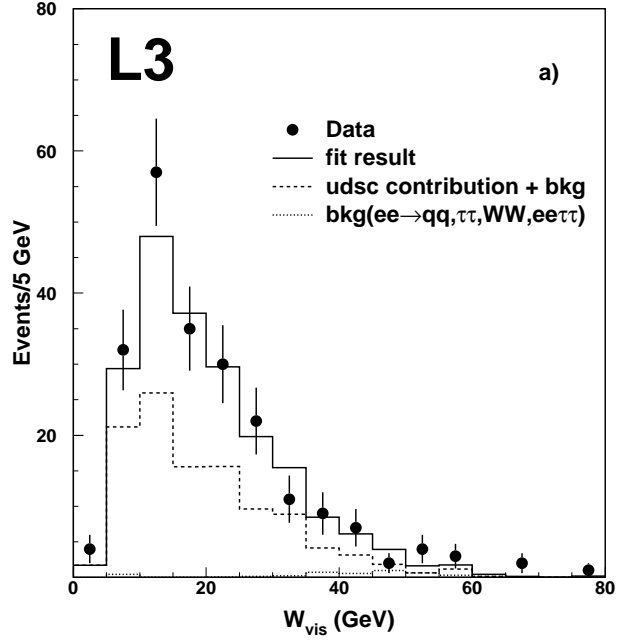 L3
a)
Data
fit result
udsc contribution + bkg
bkg(ee→qq,ττ,WW,eeττ)
Events/5 GeV
80
60
40
20
0 20 40 60 80
W_vis (GeV)